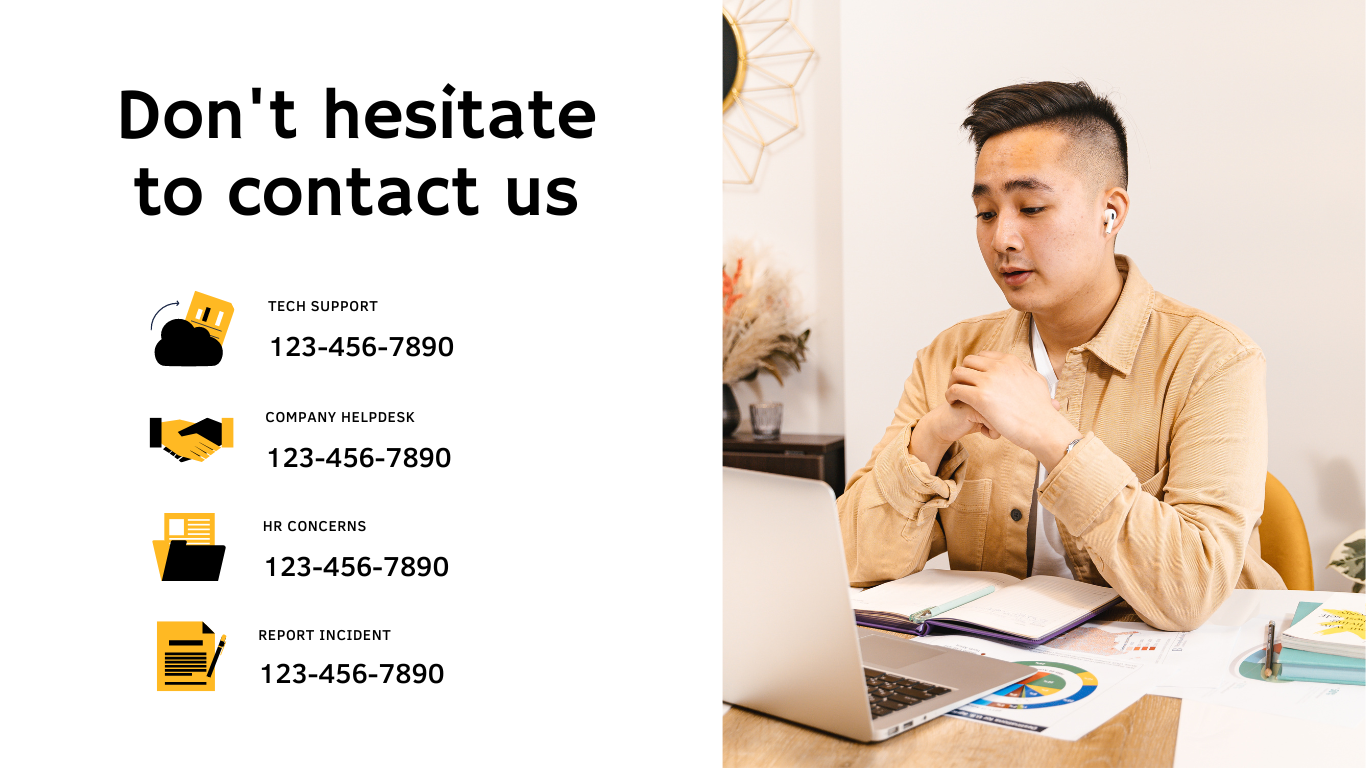 Don't hesitate
to contact us
TECH SUPPORT
123-456-7890
COMPANY HELPDESK
123-456-7890
HR CONCERNS
123-456-7890
REPORT INCIDENT
123-456-7890